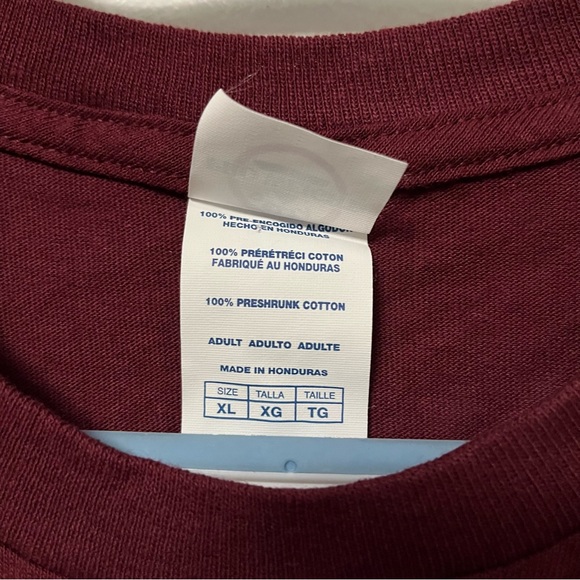 100% PRE-ENCOGIDO ALGODON
HECHO EN HONDURAS
100% PRÉRÉTRÉCI COTON
FABRIQUÉ AU HONDURAS
100% PRESHRUNK COTTON
ADULT ADULTO ADULTE
MADE IN HONDURAS
SIZE TALLA TAILLE
XL XG TG